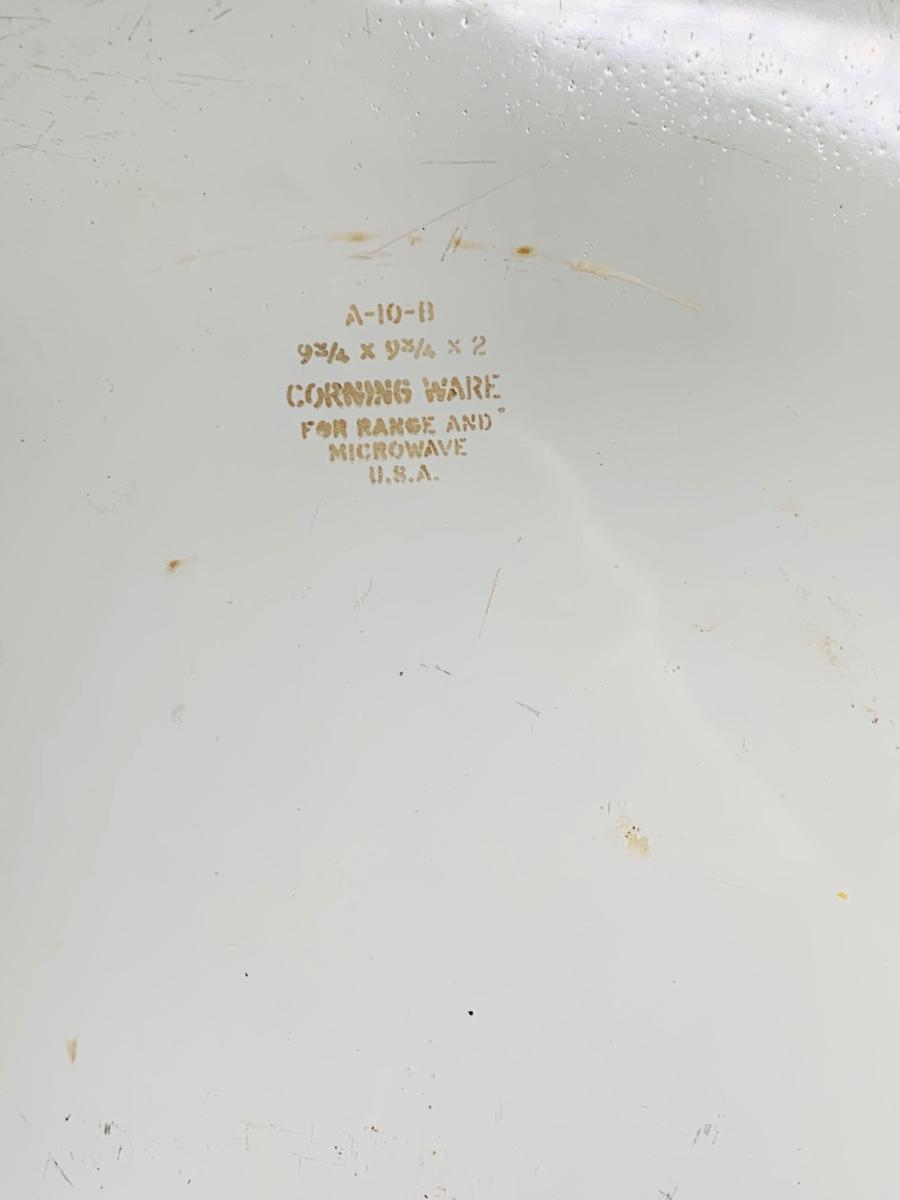 A-10-B
9¾ x 9¾ x 2
CORNING WARE
FOR RANGE AND
MICROWAVE
U.S.A.